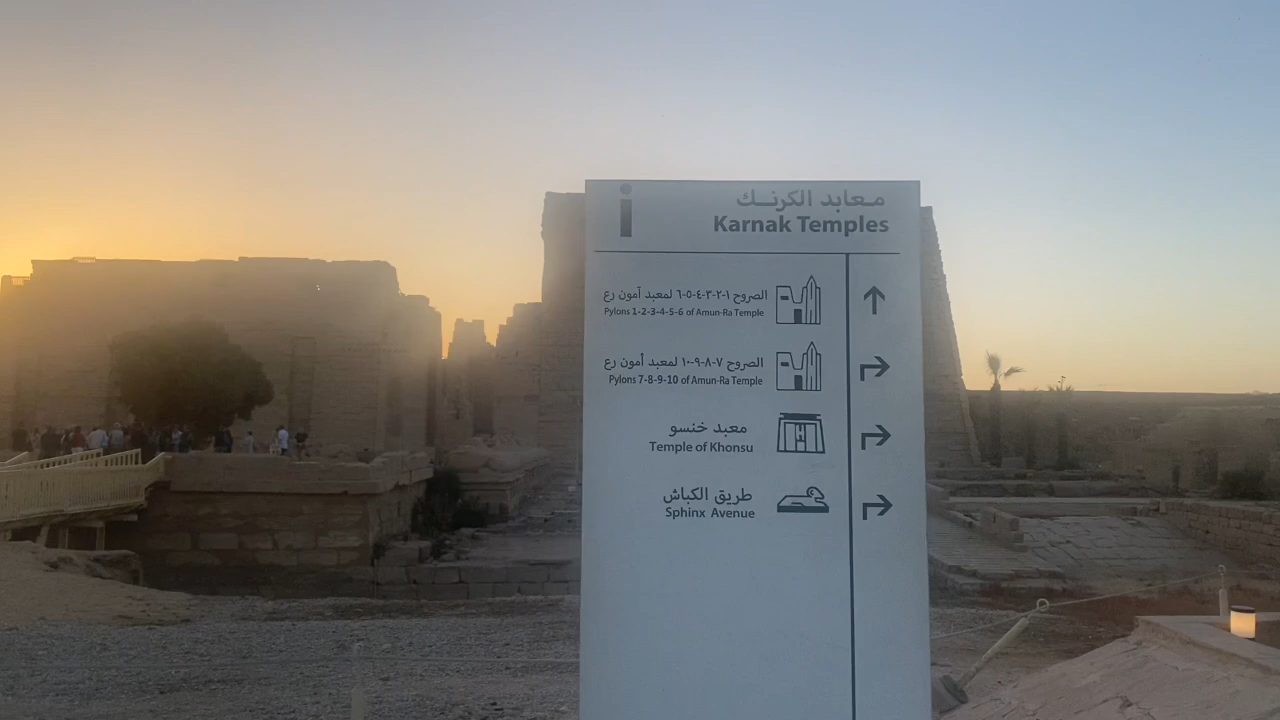 معابد الكرنك
Karnak Temples
الصروح ١-٢-٣-٤-٥-٦ لمعبد آمون رع
Pylons 1-2-3-4-5-6 of Amun-Ra Temple
الصروح ٧-٨-٩-١٠ لمعبد أمون رع
Pylons 7-8-9-10 of Amun-Ra Temple
معبد خنسو
Temple of Khonsu
طريق الكباش
Sphinx Avenue